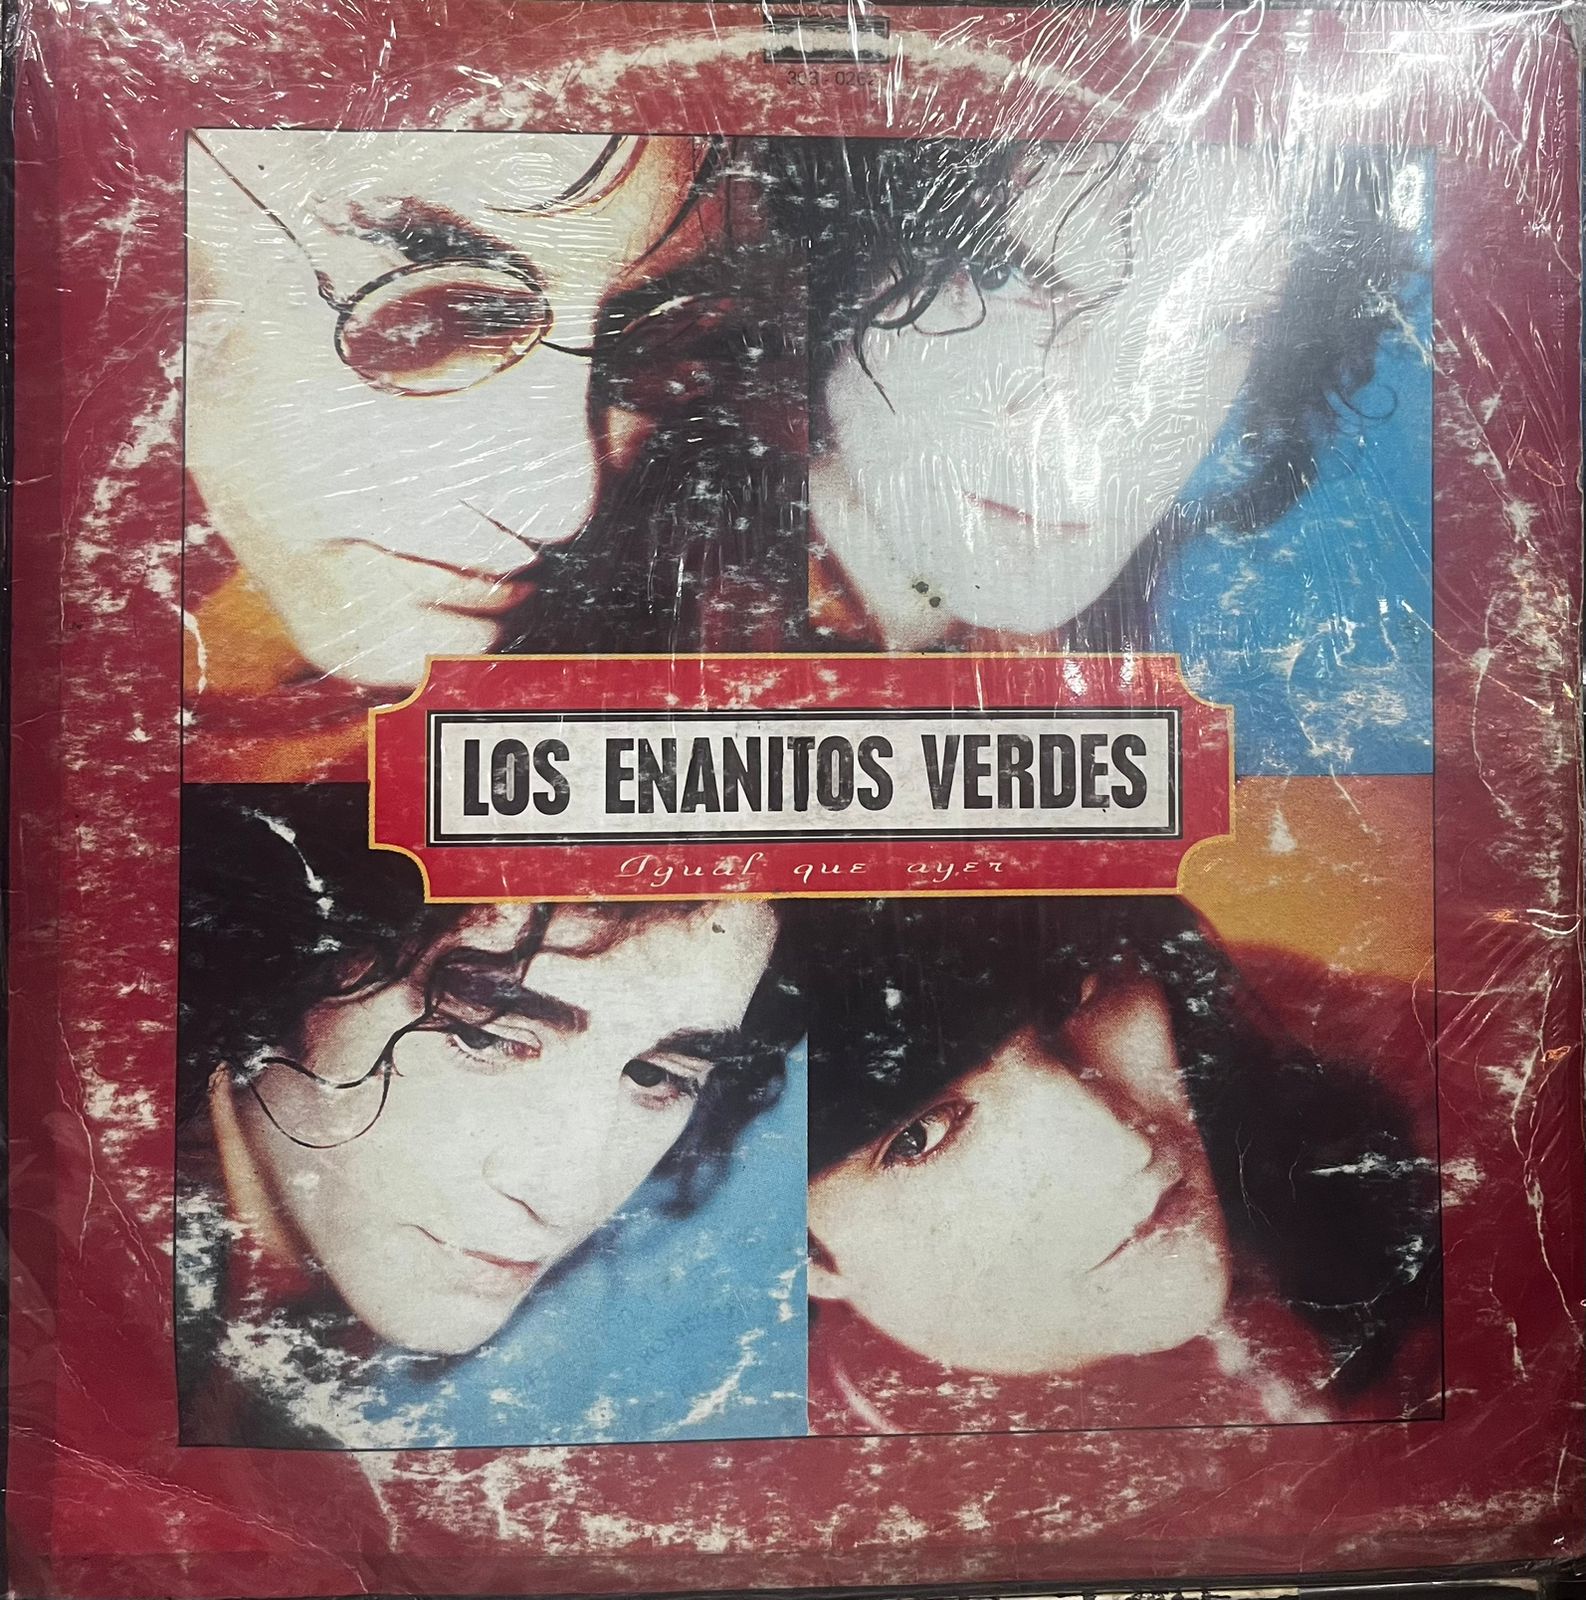 LOS ENANITOS VERDES
Igual que ayer